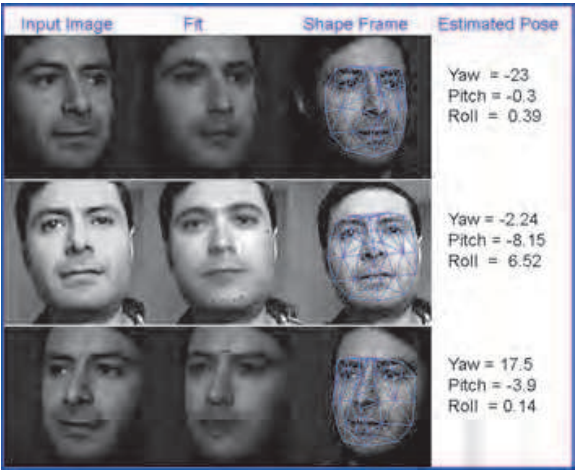 Input Image Fit Shape Frame Estimated Pose
Yaw = -23
Pitch = -0.3
Roll = 0.39
Yaw = -2.24
Pitch = -8.15
Roll = 6.52
Yaw = 17.5
Pitch = -3.9
Roll = 0.14